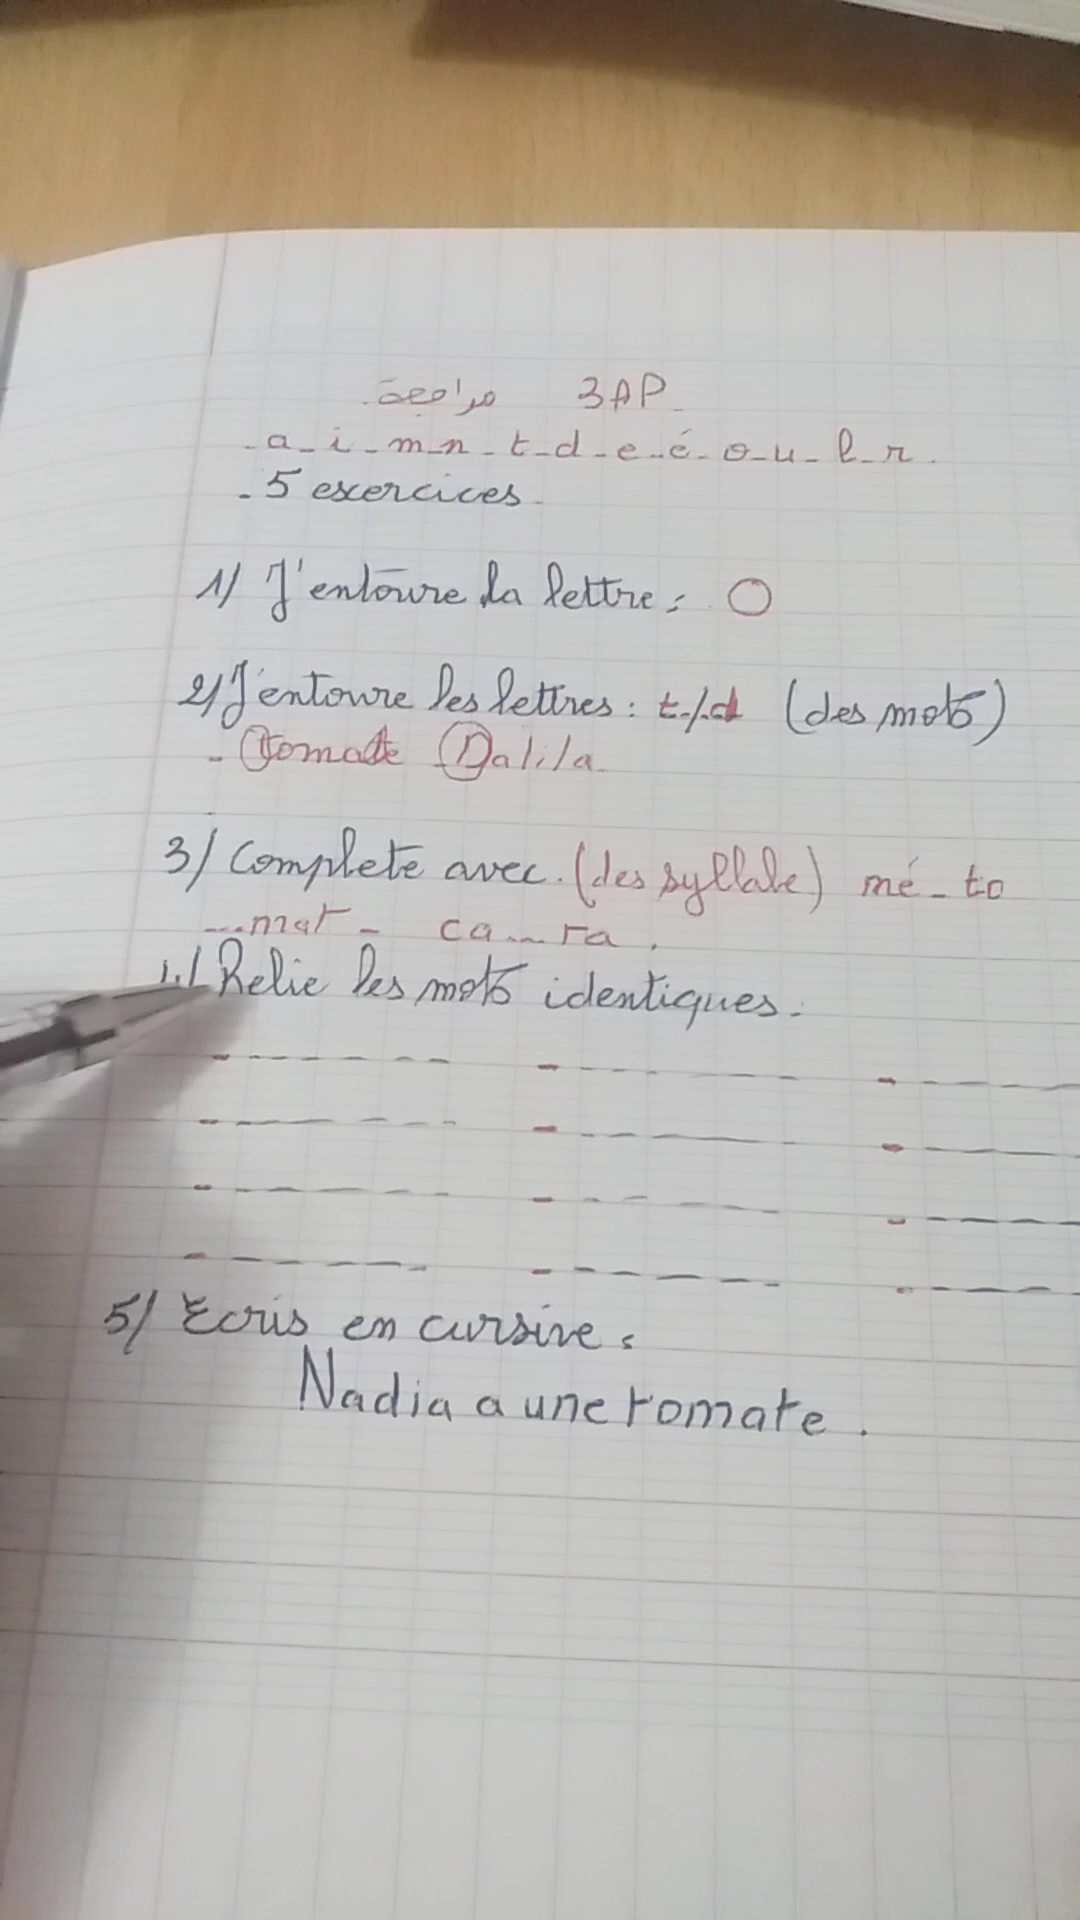 مراجعة 3AP
- a - i - m - n - t - d - e - é - o - u - l - r.
- 5 exercices
1/ J'entoure la lettre :
2/ J'entoure les lettres : t./.d (des mots)
- tomate Dalila
3/ Complete avec. (des syllabe) mé - to
...mat - ca...ra.
4/ Relie les mots identiques.
5/ Ecris en cursive :
Nadia a une tomate.